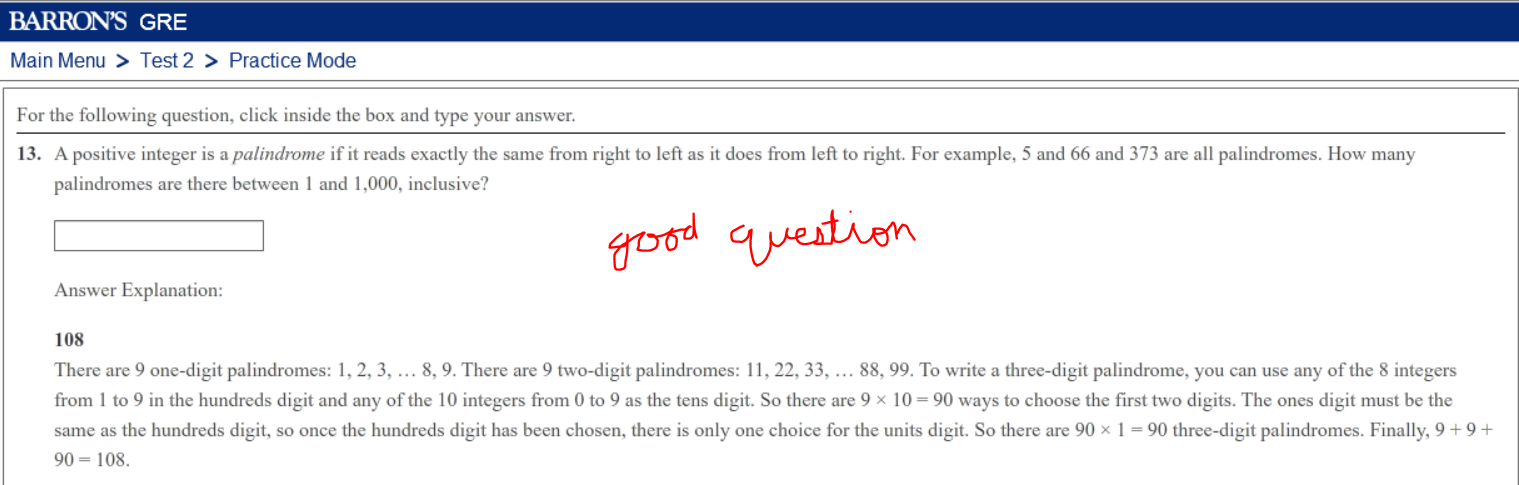 BARRON'S GRE
Main Menu > Test 2 > Practice Mode
For the following question, click inside the box and type your answer.
13. A positive integer is a palindrome if it reads exactly the same from right to left as it does from left to right. For example, 5 and 66 and 373 are all palindromes. How many
palindromes are there between 1 and 1,000, inclusive?
good question
Answer Explanation:
108
There are 9 one-digit palindromes: 1, 2, 3, … 8, 9. There are 9 two-digit palindromes: 11, 22, 33, … 88, 99. To write a three-digit palindrome, you can use any of the 8 integers
from 1 to 9 in the hundreds digit and any of the 10 integers from 0 to 9 as the tens digit. So there are 9 × 10 = 90 ways to choose the first two digits. The ones digit must be the
same as the hundreds digit, so once the hundreds digit has been chosen, there is only one choice for the units digit. So there are 90 × 1 = 90 three-digit palindromes. Finally, 9 + 9 +
90 = 108.